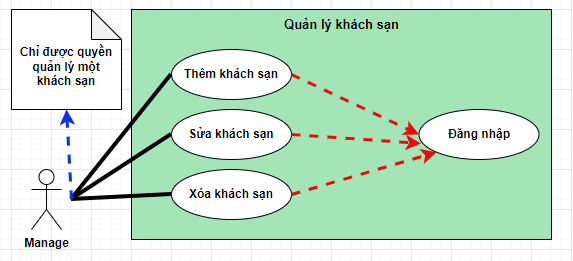 Quản lý khách sạn
Chỉ được quyền
quản lý một
khách sạn
Thêm khách sạn
Sửa khách sạn
Đăng nhập
Xóa khách sạn
Manage